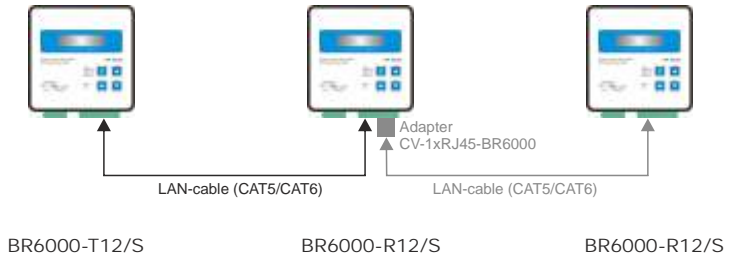 Adapter
CV-1xRJ45-BR6000
LAN-cable (CAT5/CAT6)
LAN-cable (CAT5/CAT6)
BR6000-T12/S
BR6000-R12/S
BR6000-R12/S